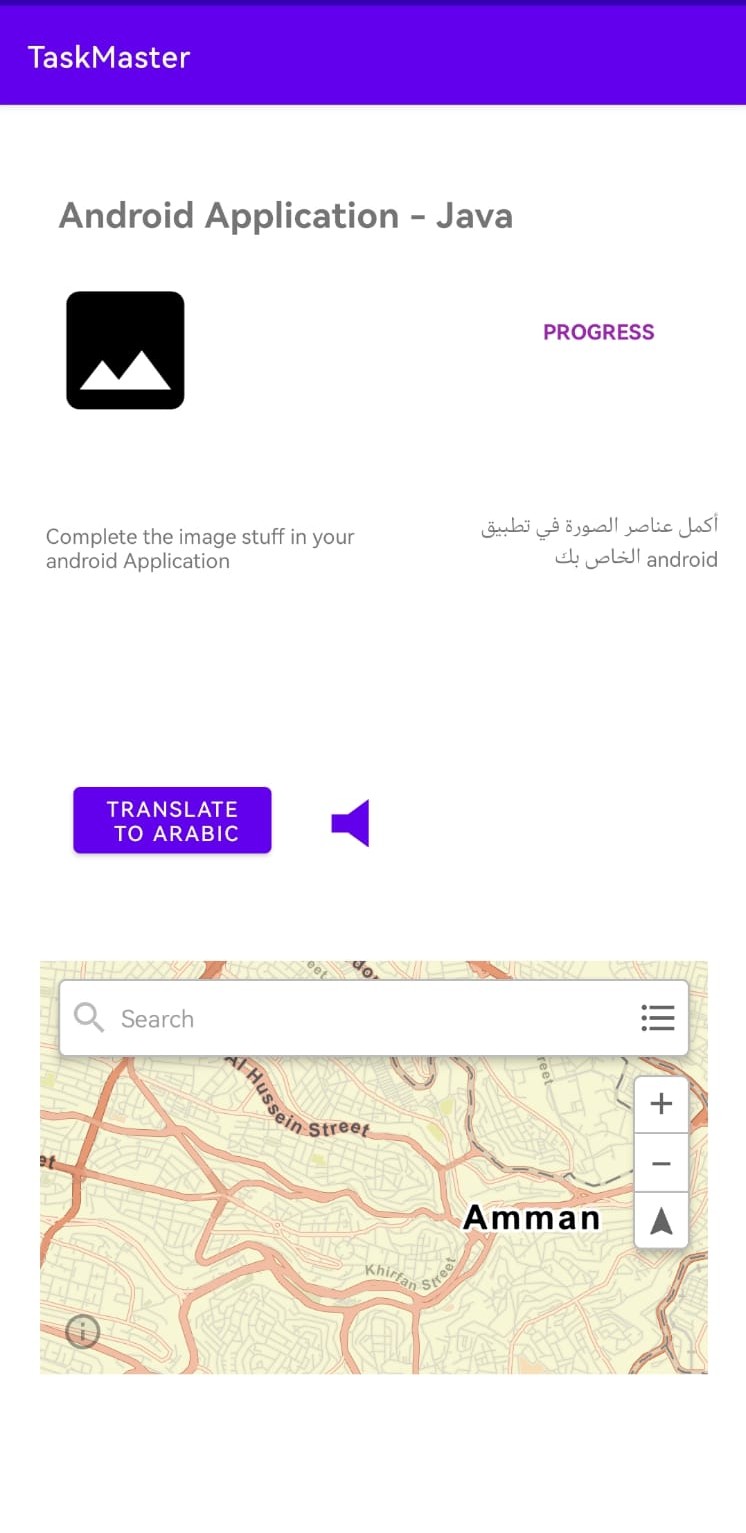 TaskMaster
Android Application - Java
PROGRESS
Complete the image stuff in your
android Application
أكمل عناصر الصورة في تطبيق
android الخاص بك
TRANSLATE
TO ARABIC
Search
Al Hussein Street
Amman
Khirfan Street